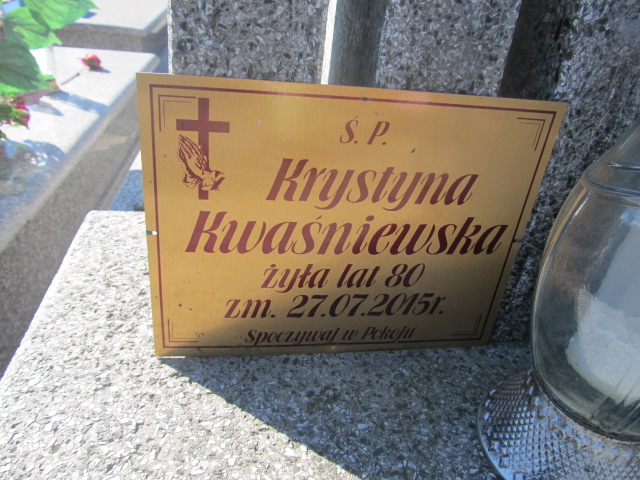 Ś. P.
Krystyna
Kwaśniewska
żyła lat 80
zm. 27.07.2015r.
Spoczywaj w Pokoju